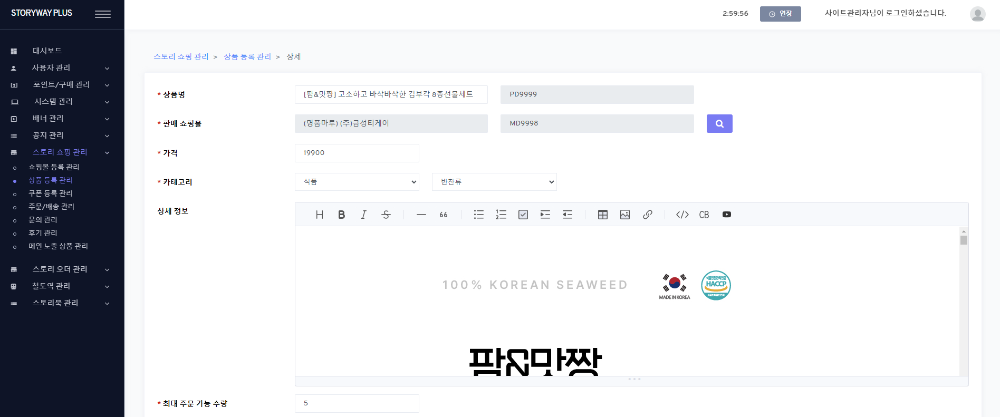 STORYWAY PLUS
2:59:56
연장
사이트관리자님이 로그인하셨습니다.
대시보드
사용자 관리
포인트/구매 관리
시스템 관리
배너 관리
공지 관리
스토리 쇼핑 관리
쇼핑몰 등록 관리
상품 등록 관리
쿠폰 등록 관리
주문/배송 관리
문의 관리
후기 관리
메인 노출 상품 관리
스토리 오더 관리
철도역 관리
스토리북 관리
스토리 쇼핑 관리 > 상품 등록 관리 > 상세
* 상품명
[팜&맛짱] 고소하고 바삭바삭한 김부각 8종선물세트
PD9999
* 판매 쇼핑몰
(명품마루) (주)금성티케이
MD9998
* 가격
19900
* 카테고리
식품
반찬류
상세 정보
CB
100% KOREAN SEAWEED
MADE IN KOREA
식품안전관리인증
HACCP
팜&맛짱
* 최대 주문 가능 수량
5